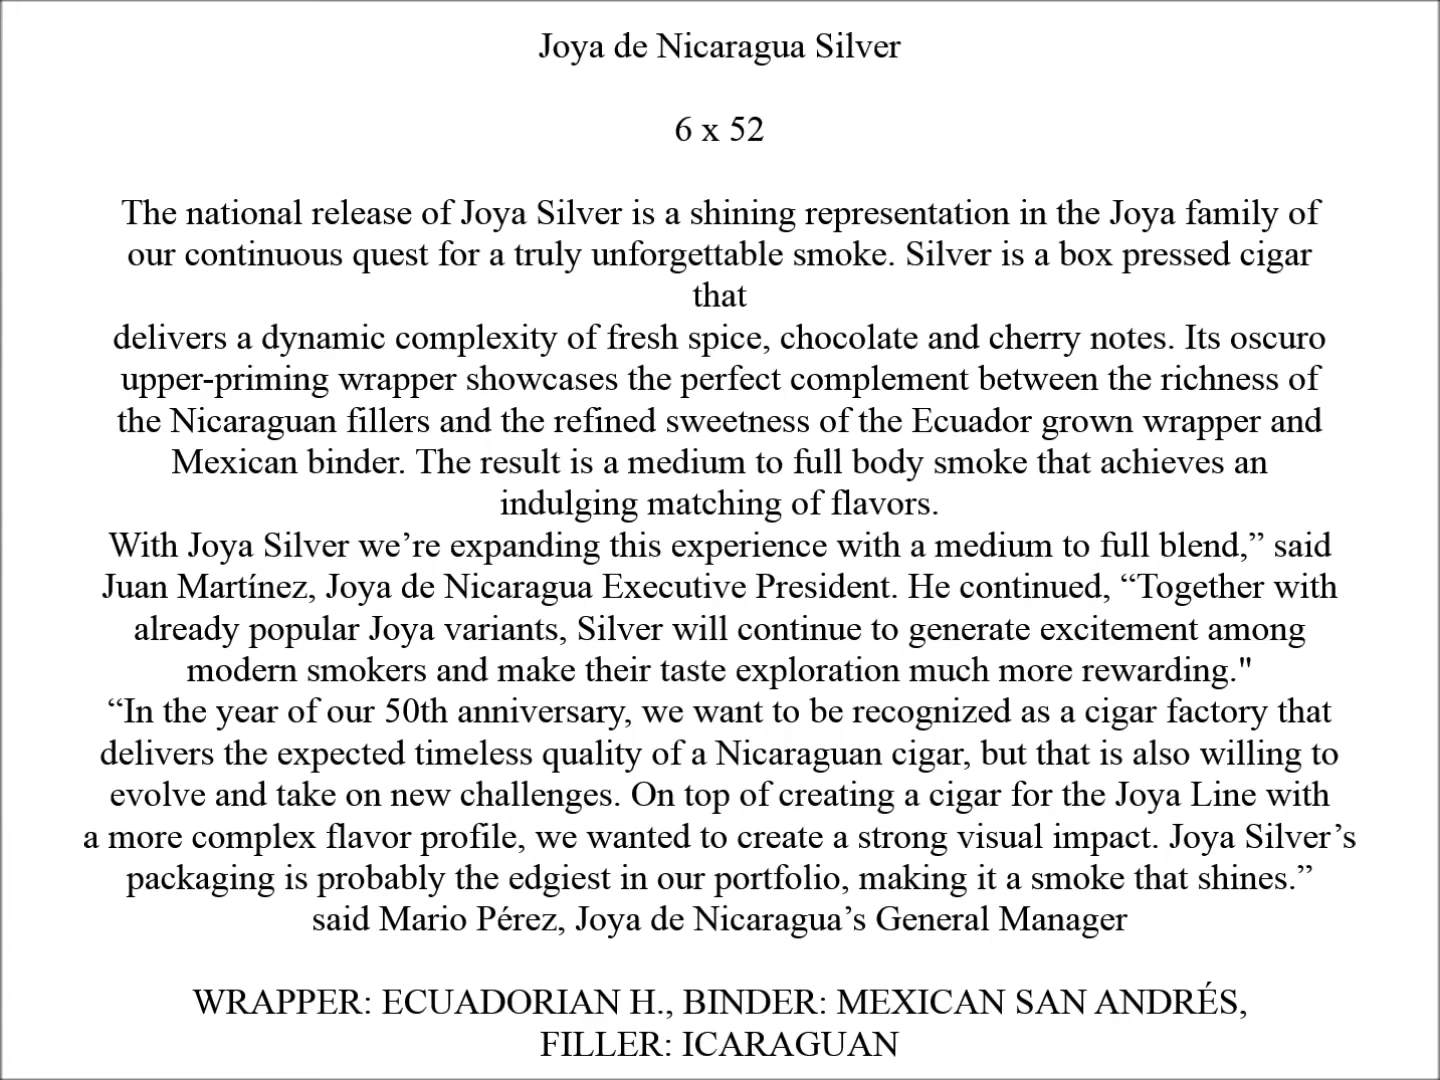 Joya de Nicaragua Silver
6 x 52
The national release of Joya Silver is a shining representation in the Joya family of
our continuous quest for a truly unforgettable smoke. Silver is a box pressed cigar
that
delivers a dynamic complexity of fresh spice, chocolate and cherry notes. Its oscuro
upper-priming wrapper showcases the perfect complement between the richness of
the Nicaraguan fillers and the refined sweetness of the Ecuador grown wrapper and
Mexican binder. The result is a medium to full body smoke that achieves an
indulging matching of flavors.
With Joya Silver we’re expanding this experience with a medium to full blend,” said
Juan Martínez, Joya de Nicaragua Executive President. He continued, “Together with
already popular Joya variants, Silver will continue to generate excitement among
modern smokers and make their taste exploration much more rewarding."
“In the year of our 50th anniversary, we want to be recognized as a cigar factory that
delivers the expected timeless quality of a Nicaraguan cigar, but that is also willing to
evolve and take on new challenges. On top of creating a cigar for the Joya Line with
a more complex flavor profile, we wanted to create a strong visual impact. Joya Silver’s
packaging is probably the edgiest in our portfolio, making it a smoke that shines.”
said Mario Pérez, Joya de Nicaragua’s General Manager
WRAPPER: ECUADORIAN H., BINDER: MEXICAN SAN ANDRÉS,
FILLER: ICARAGUAN